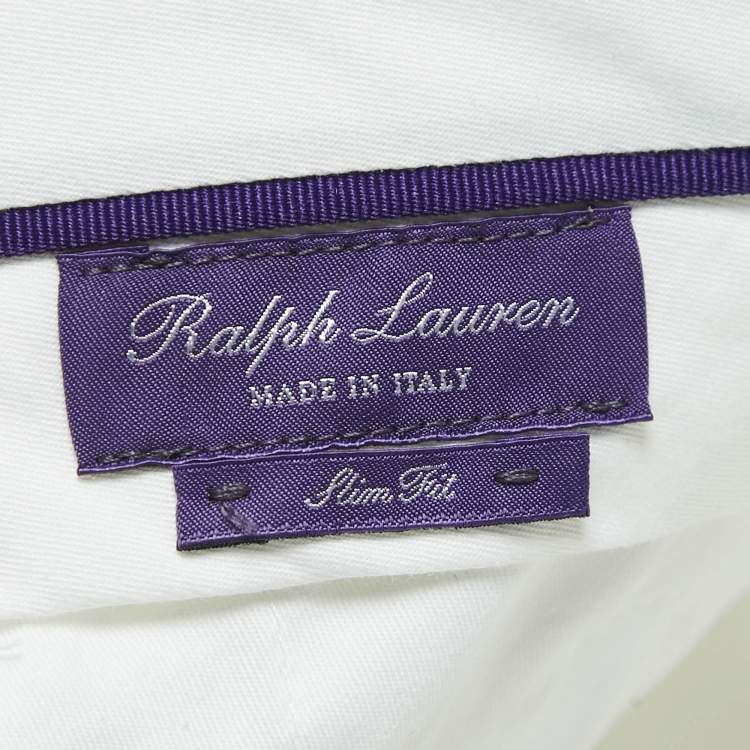 Ralph Lauren
MADE IN ITALY
Slim Fit